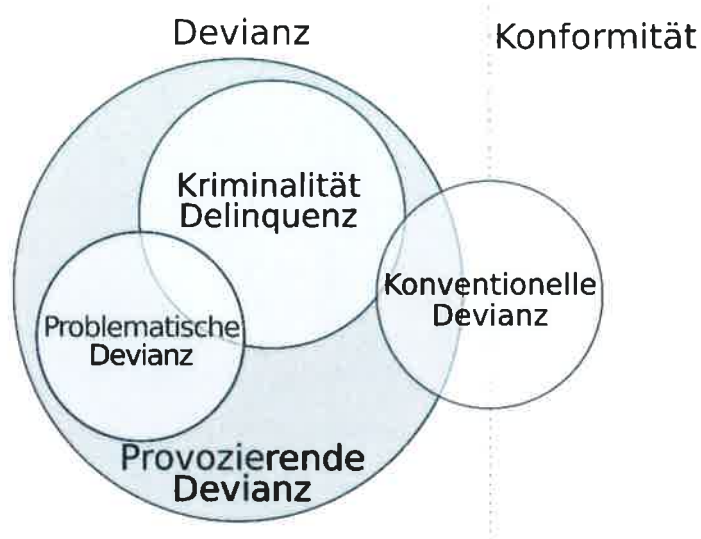 Devianz
Konformität
Kriminalität
Delinquenz
Konventionelle
Devianz
Problematische
Devianz
Provozierende
Devianz